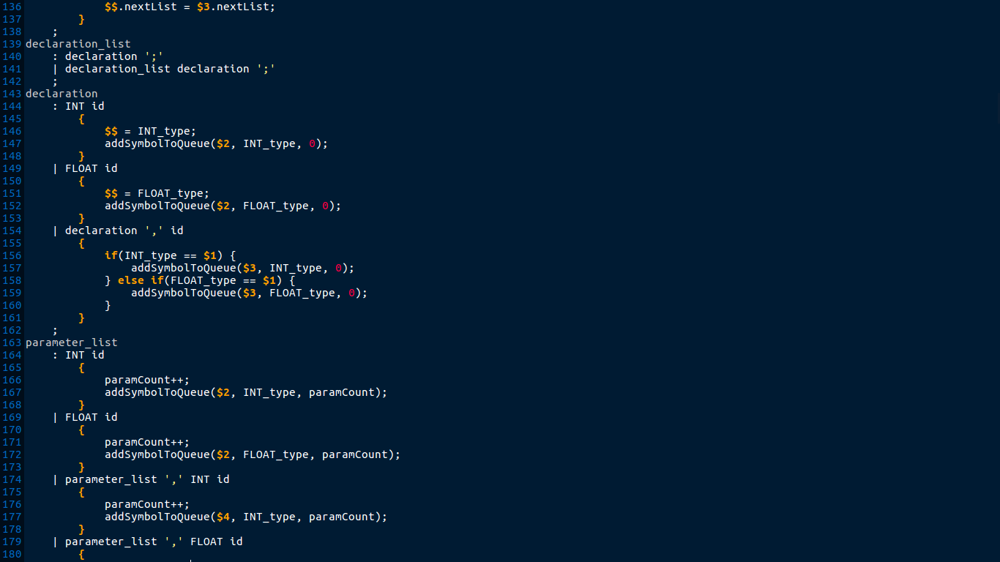 136             $$.nextList = $3.nextList;
137         }
138     ;
139 declaration_list
140     : declaration ';'
141     | declaration_list declaration ';'
142     ;
143 declaration
144     : INT id
145         {
146             $$ = INT_type;
147             addSymbolToQueue($2, INT_type, 0);
148         }
149     | FLOAT id
150         {
151             $$ = FLOAT_type;
152             addSymbolToQueue($2, FLOAT_type, 0);
153         }
154     | declaration ',' id
155         {
156             if(INT_type == $1) {
157                 addSymbolToQueue($3, INT_type, 0);
158             } else if(FLOAT_type == $1) {
159                 addSymbolToQueue($3, FLOAT_type, 0);
160             }
161         }
162     ;
163 parameter_list
164     : INT id
165         {
166             paramCount++;
167             addSymbolToQueue($2, INT_type, paramCount);
168         }
169     | FLOAT id
170         {
171             paramCount++;
172             addSymbolToQueue($2, FLOAT_type, paramCount);
173         }
174     | parameter_list ',' INT id
175         {
176             paramCount++;
177             addSymbolToQueue($4, INT_type, paramCount);
178         }
179     | parameter_list ',' FLOAT id
180         {